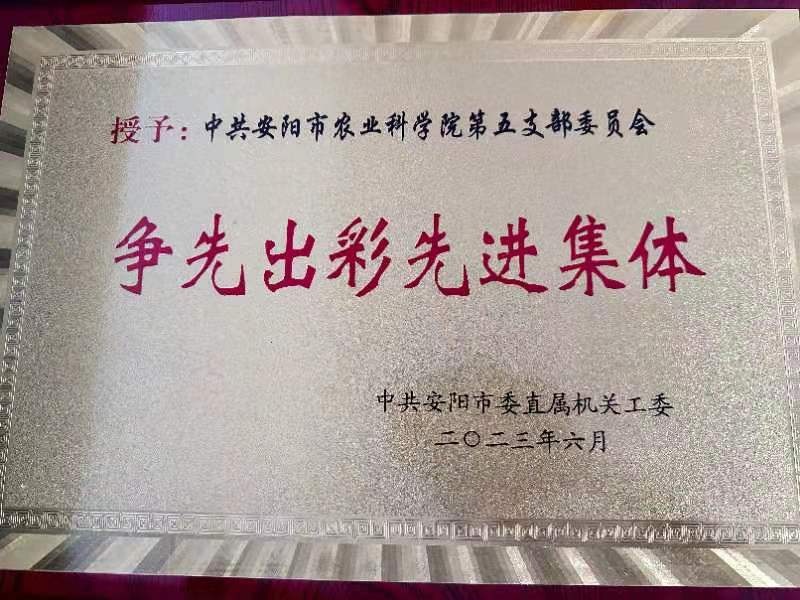 授予：中共安阳市农业科学院第五支部委员会
争先出彩先进集体
中共安阳市委直属机关工委
二〇二三年六月